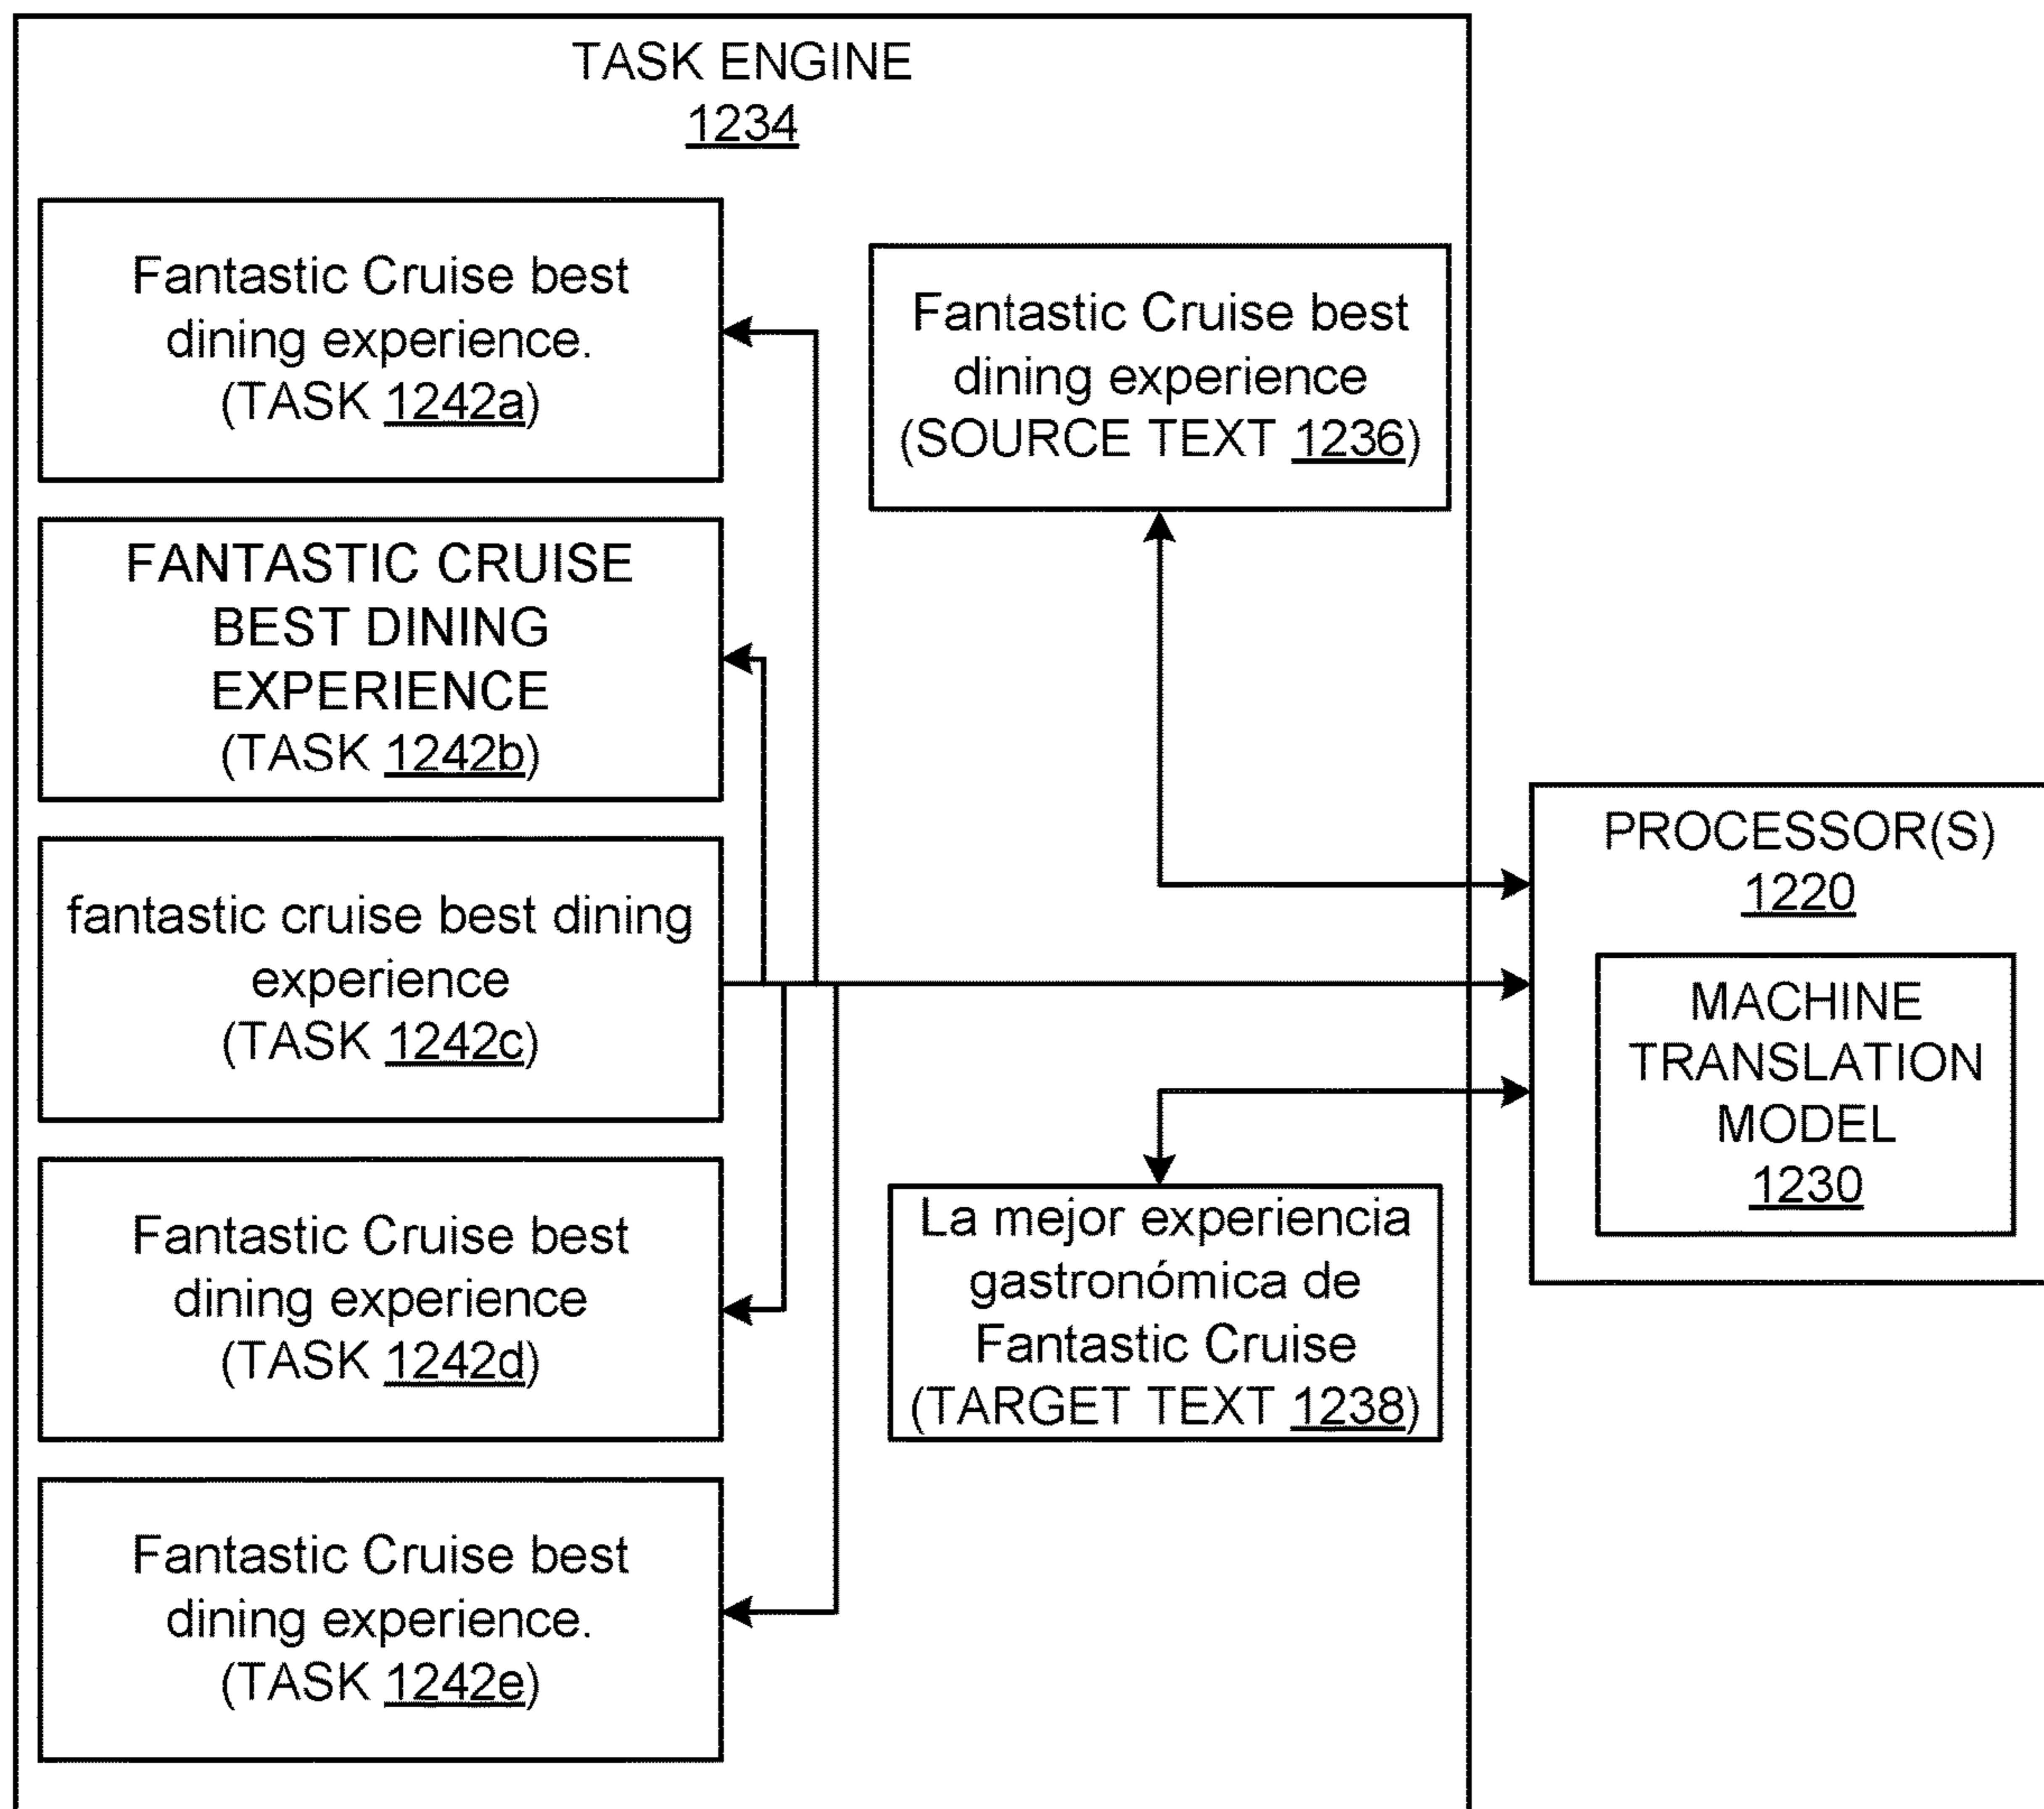 TASK ENGINE
1234
Fantastic Cruise best
dining experience.
(TASK 1242a)
FANTASTIC CRUISE
BEST DINING
EXPERIENCE
(TASK 1242b)
fantastic cruise best dining
experience
(TASK 1242c)
Fantastic Cruise best
dining experience
(TASK 1242d)
Fantastic Cruise best
dining experience.
(TASK 1242e)
Fantastic Cruise best
dining experience
(SOURCE TEXT 1236)
La mejor experiencia
gastronómica de
Fantastic Cruise
(TARGET TEXT 1238)
PROCESSOR(S)
1220
MACHINE
TRANSLATION
MODEL
1230